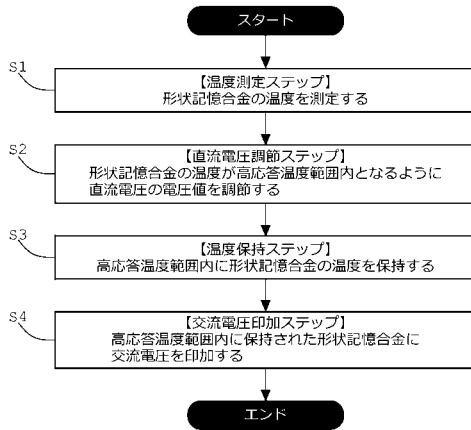 スタート
S1
【温度測定ステップ】
形状記憶合金の温度を測定する
S2
【直流電圧調節ステップ】
形状記憶合金の温度が高応答温度範囲内となるように
直流電圧の電圧値を調節する
S3
【温度保持ステップ】
高応答温度範囲内に形状記憶合金の温度を保持する
S4
【交流電圧印加ステップ】
高応答温度範囲内に保持された形状記憶合金に
交流電圧を印加する
エンド